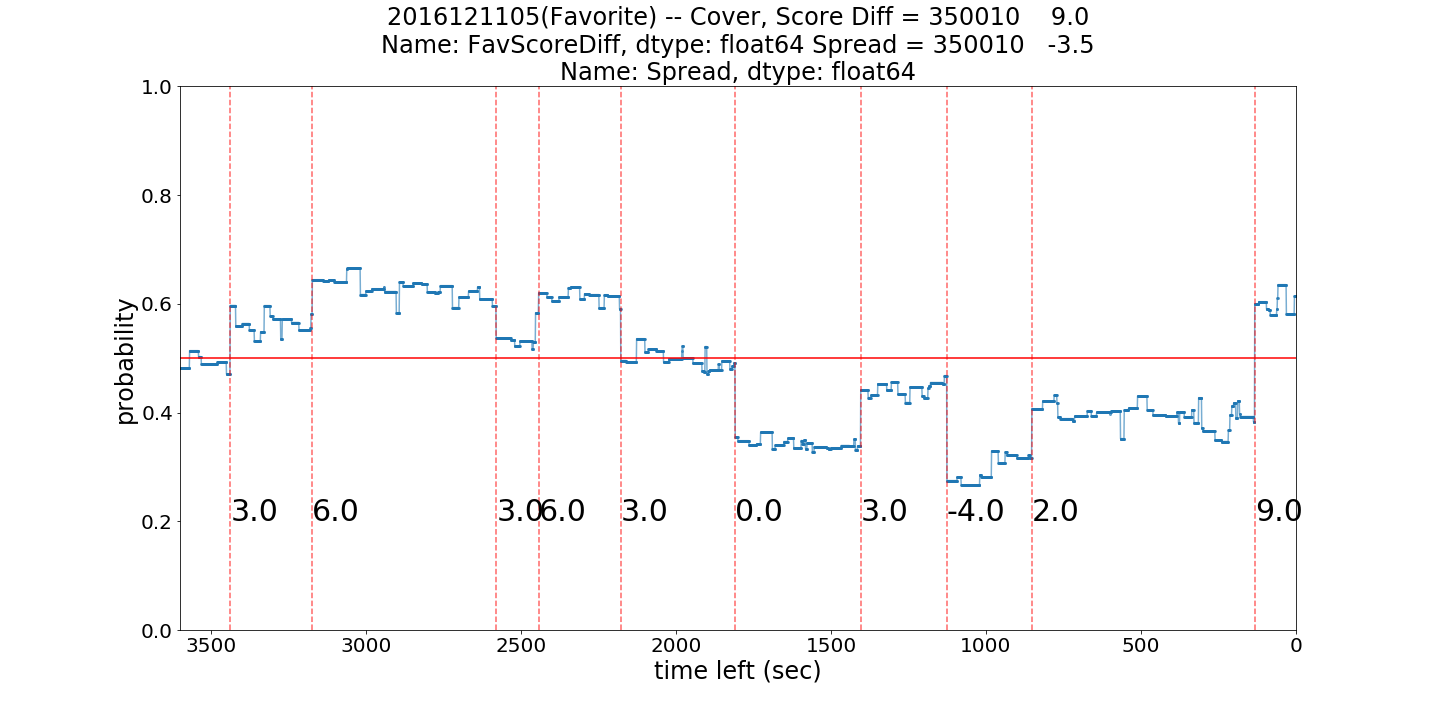 2016121105(Favorite) -- Cover, Score Diff = 350010    9.0
Name: FavScoreDiff, dtype: float64 Spread = 350010   -3.5
Name: Spread, dtype: float64
1.0
0.8
0.6
0.4
0.2
0.0
probability
3.0 6.0 3.0 6.0 3.0 0.0 3.0 -4.0 2.0 9.0
3500 3000 2500 2000 1500 1000 500 0
time left (sec)